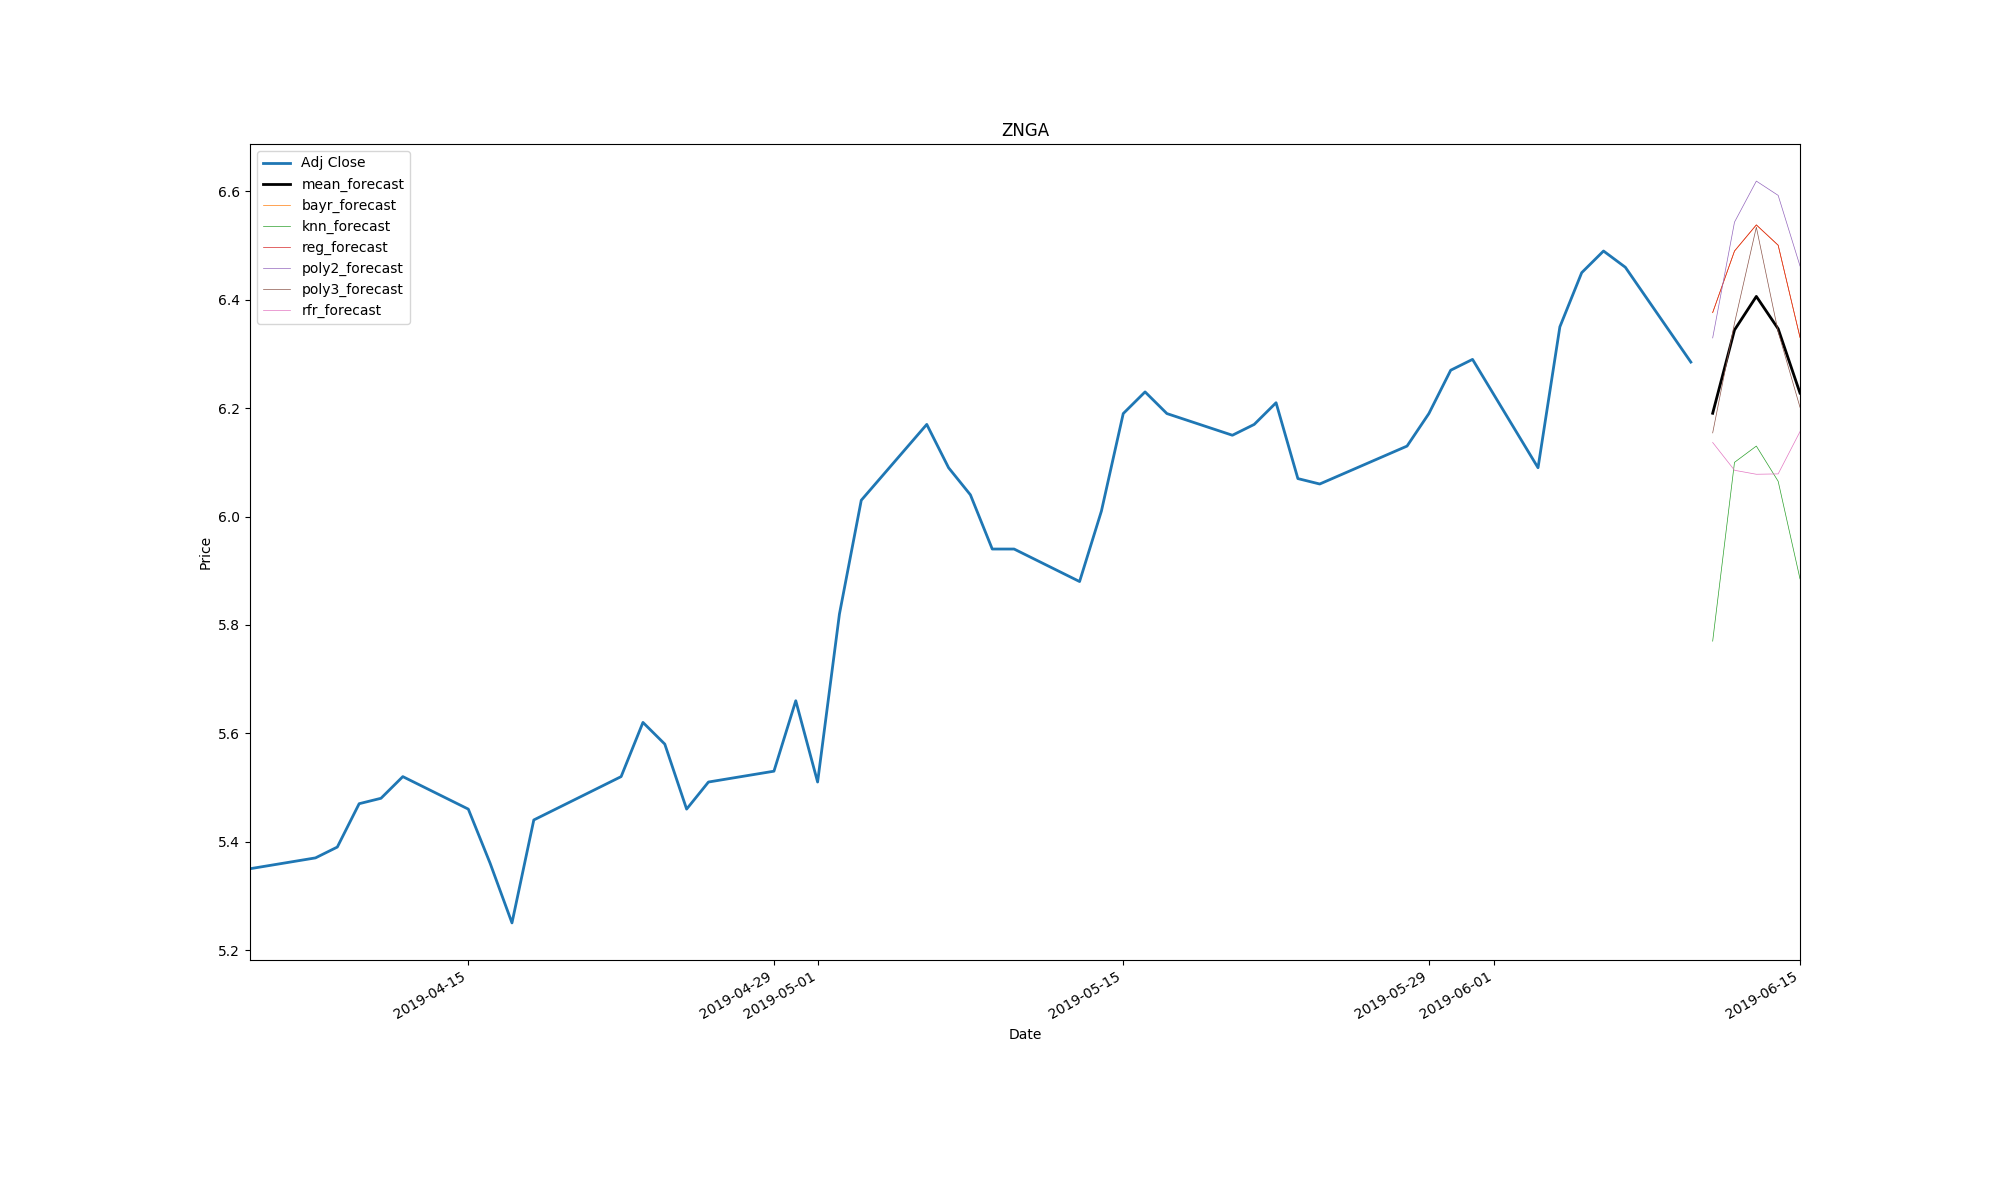 ZNGA
Adj Close
mean_forecast
bayr_forecast
knn_forecast
reg_forecast
poly2_forecast
poly3_forecast
rfr_forecast
6.6
6.4
6.2
6.0
5.8
5.6
5.4
5.2
Price
2019-04-15
2019-04-29
2019-05-01
2019-05-15
2019-05-29
2019-06-01
2019-06-15
Date